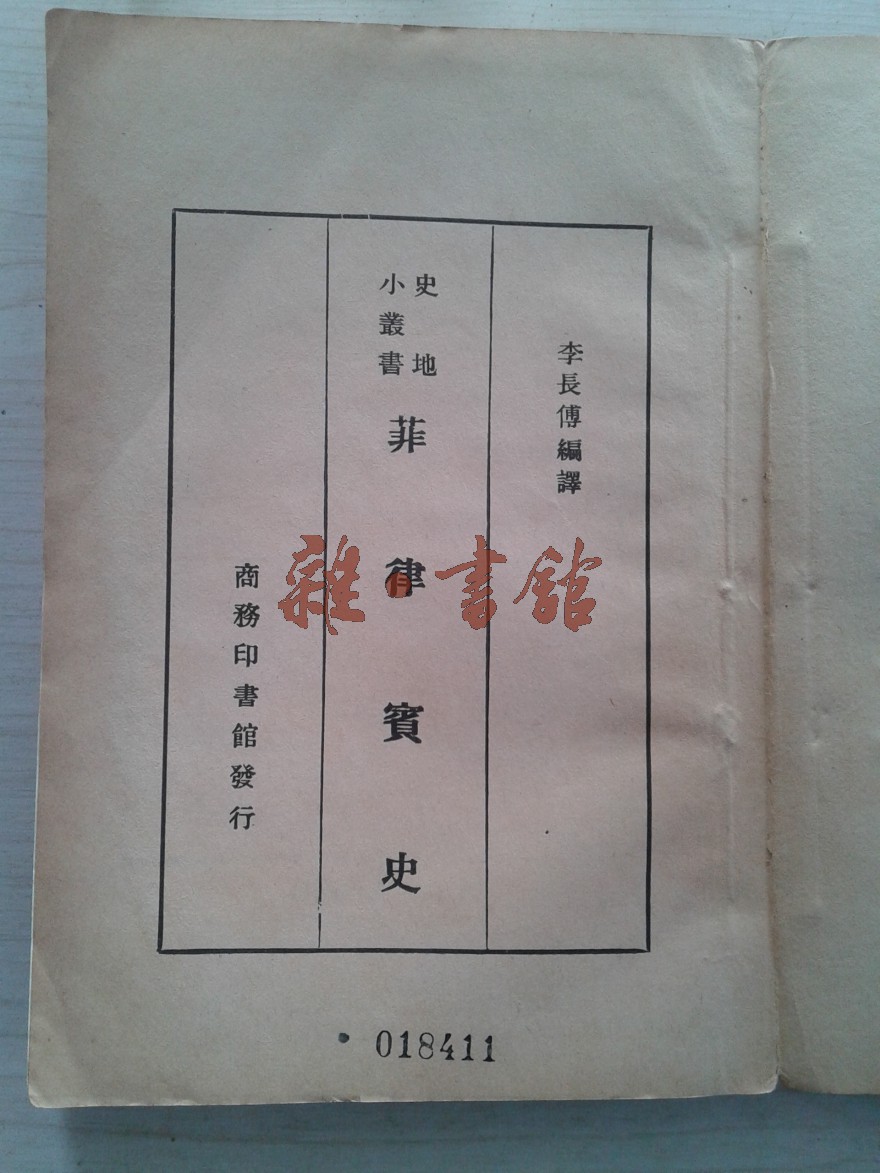 李長傅編譯
史地
小叢書
菲律賓史
商務印書館發行
018411
雜·書館